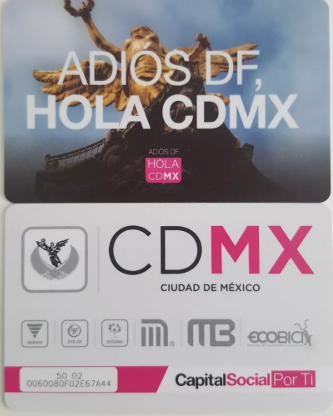 ADIÓS DF,
HOLA CDMX
ADIÓS DF
HOLA
CDMX
CDMX
CIUDAD DE MÉXICO
MB
ECOBICI
50 02
0060080F02E67A44
CapitalSocial Por Ti